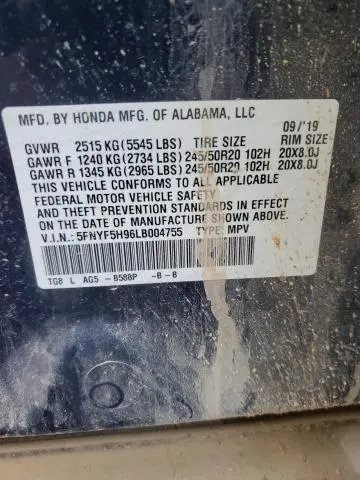 MFD. BY HONDA MFG. OF ALABAMA, LLC
09/'19
GVWR 2515 KG (5545 LBS) TIRE SIZE RIM SIZE
GAWR F 1240 KG (2734 LBS) 245/50R20 102H 20X8.0J
GAWR R 1345 KG (2965 LBS) 245/50R20 102H 20X8.0J
THIS VEHICLE CONFORMS TO ALL APPLICABLE
FEDERAL MOTOR VEHICLE SAFETY
AND THEFT PREVENTION STANDARDS IN EFFECT
ON THE DATE OF MANUFACTURE SHOWN ABOVE.
V.I.N.: 5FNYF5H96LB004755 TYPE: MPV
TG8 L AG5 -B588P -B-B